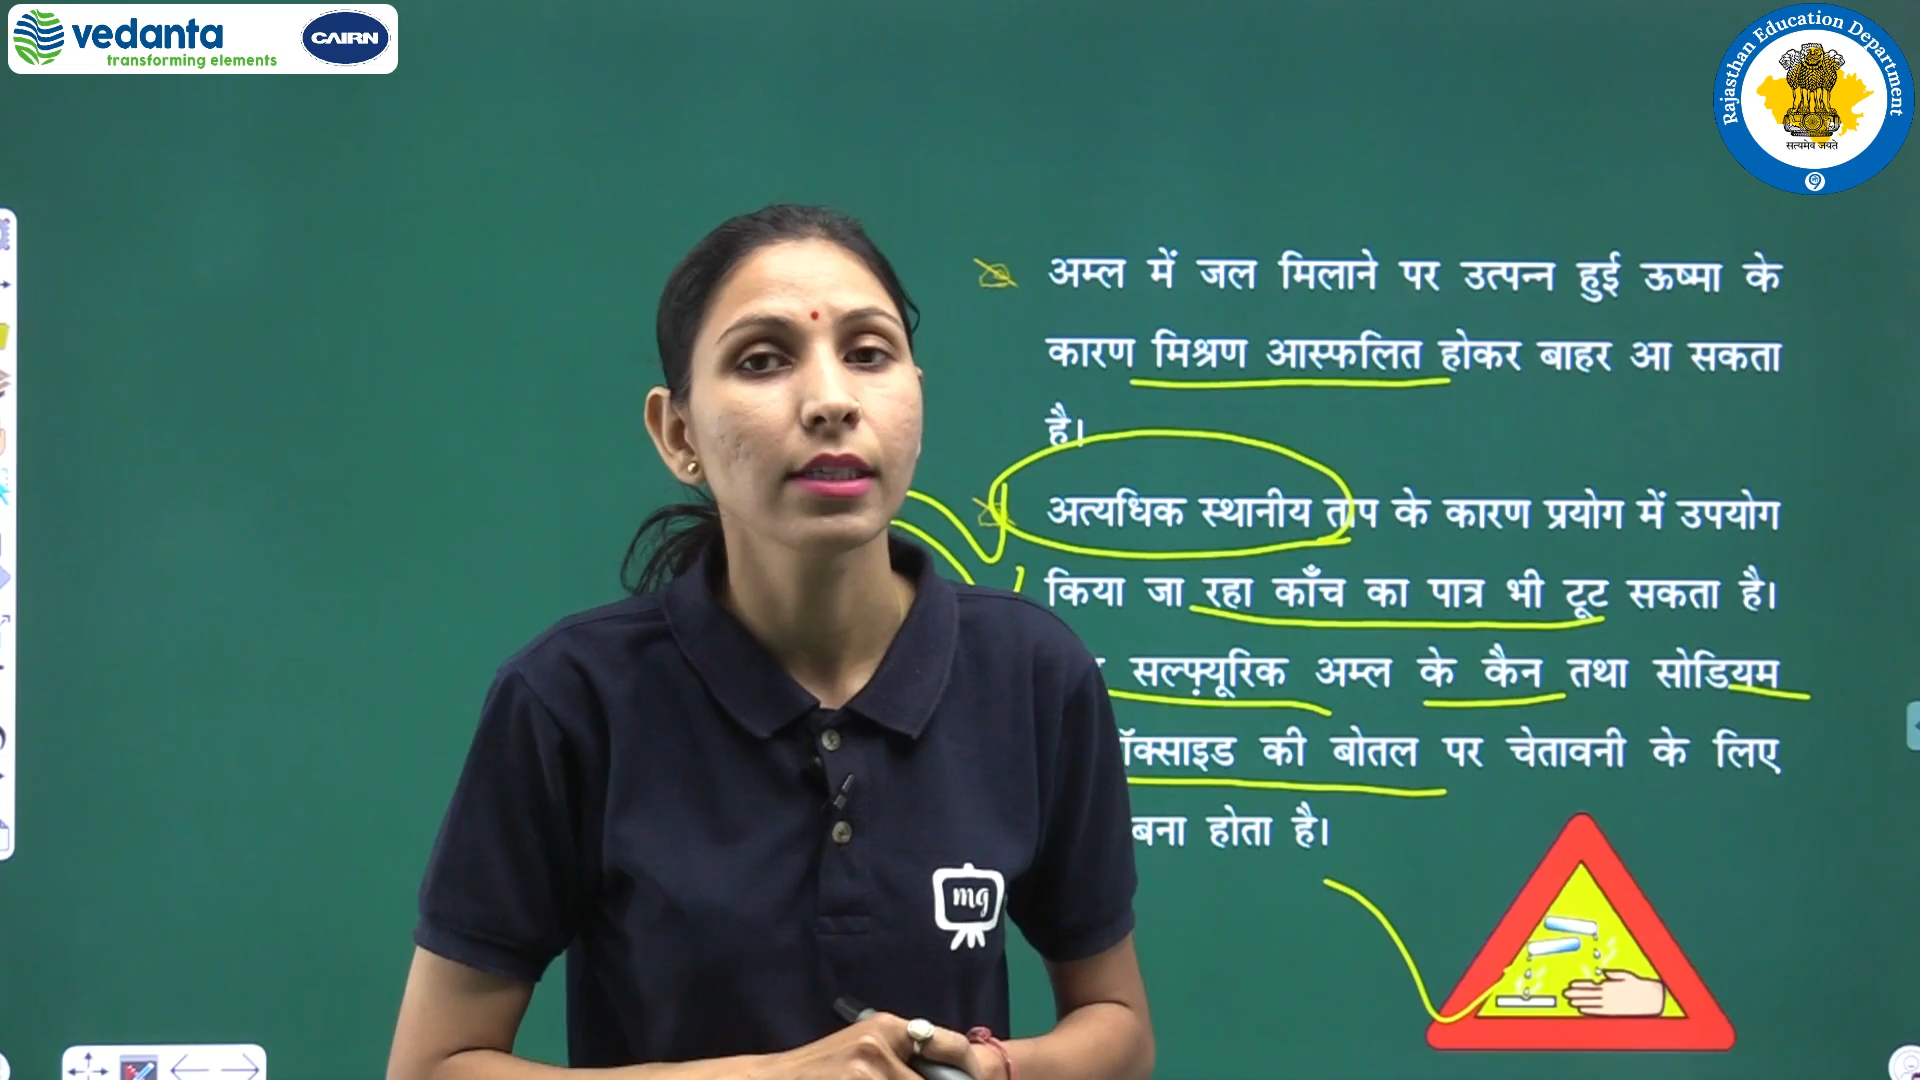 vedanta
transforming elements
CAIRN
Rajasthan Education Department
सत्यमेव जयते
अम्ल में जल मिलाने पर उत्पन्न हुई ऊष्मा के
कारण मिश्रण आस्फलित होकर बाहर आ सकता
है।
अत्यधिक स्थानीय ताप के कारण प्रयोग में उपयोग
किया जा रहा काँच का पात्र भी टूट सकता है।
सल्फ़्यूरिक अम्ल के कैन तथा सोडियम
ॉक्साइड की बोतल पर चेतावनी के लिए
बना होता है।
mg